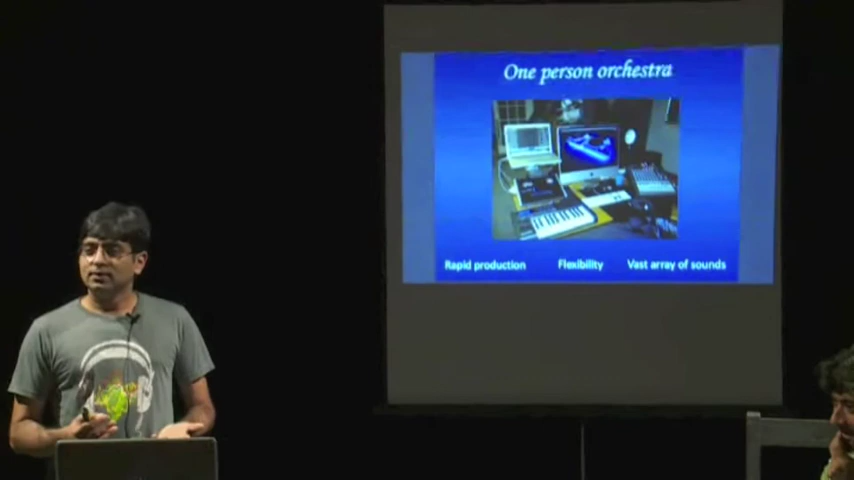 One person orchestra
Rapid production Flexibility Vast array of sounds